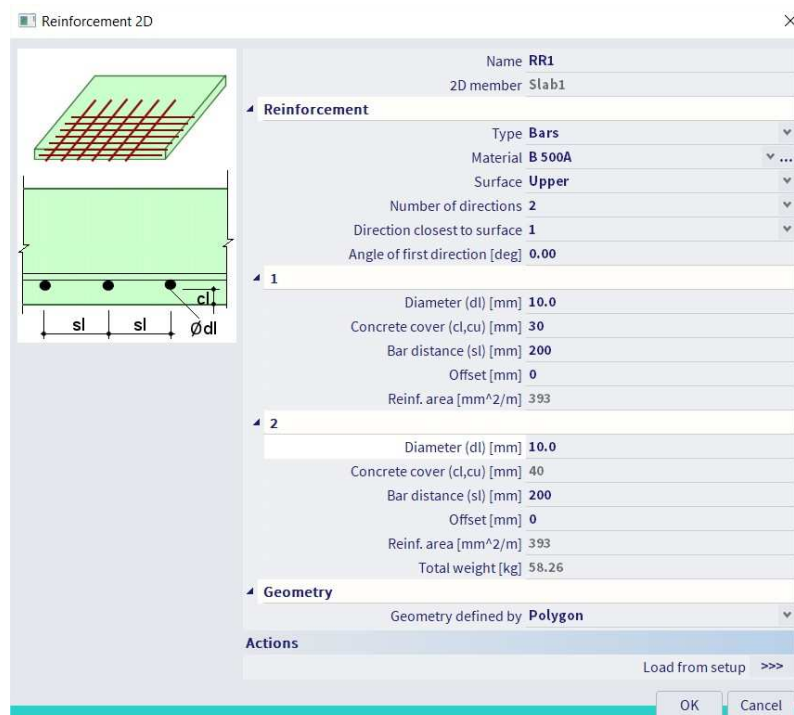 Reinforcement 2D
Name RR1
2D member Slab1
Reinforcement
Type Bars
Material B 500A ...
Surface Upper
Number of directions 2
Direction closest to surface 1
Angle of first direction [deg] 0.00
1
Diameter (dl) [mm] 10.0
Concrete cover (cl,cu) [mm] 30
Bar distance (sl) [mm] 200
Offset [mm] 0
Reinf. area [mm^2/m] 393
2
Diameter (dl) [mm] 10.0
Concrete cover (cl,cu) [mm] 40
Bar distance (sl) [mm] 200
Offset [mm] 0
Reinf. area [mm^2/m] 393
Total weight [kg] 58.26
Geometry
Geometry defined by Polygon
Actions
Load from setup >>>
OK Cancel
cl
sl sl Ødl